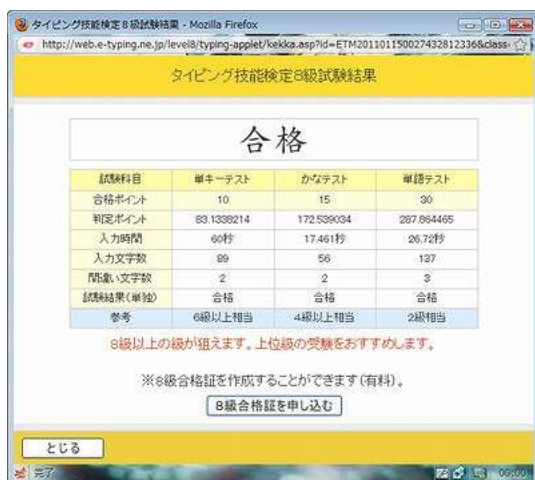 タイピング技能検定8級試験結果 - Mozilla Firefox
http://web.e-typing.ne.jp/level8/typing-applet/kekka.asp?id=ETM201101150027432812336&class=
タイピング技能検定8級試験結果
合格
試験科目 単キーテスト かなテスト 単語テスト
合格ポイント 10 15 30
判定ポイント 83.1338214 172.539034 287.864465
入力時間 60秒 17.461秒 26.72秒
入力文字数 89 56 137
間違い文字数 2 2 3
試験結果(単独) 合格 合格 合格
参考 6級以上相当 4級以上相当 2級相当
8級以上の級が狙えます。上位級の受験をおすすめします。
※8級合格証を作成することができます(有料)。
8級合格証を申し込む
とじる
完了 00:00